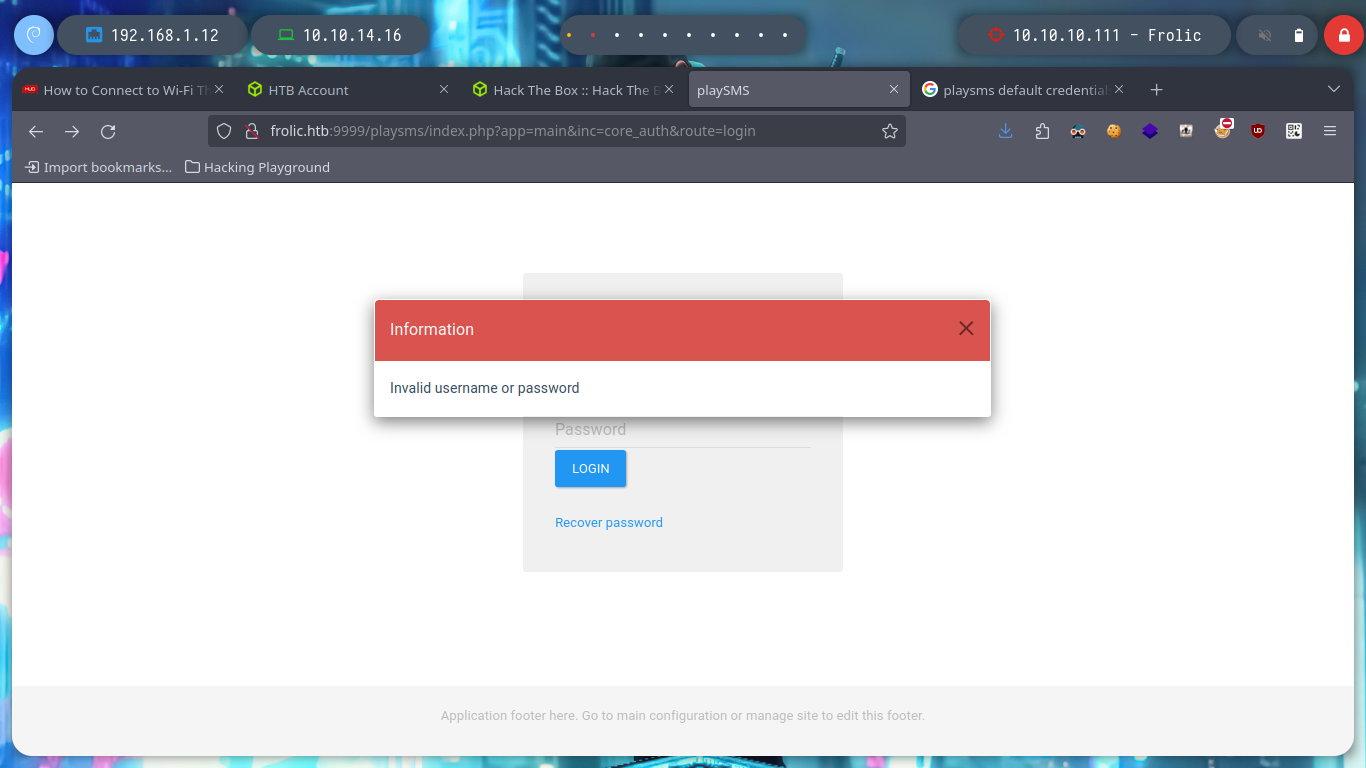 192.168.1.12
10.10.14.16
10.10.10.111 - Frolic
How to Connect to Wi-Fi Th
HTB Account
Hack The Box :: Hack The B
playSMS
playsms default credential
frolic.htb:9999/playsms/index.php?app=main&inc=core_auth&route=login
Import bookmarks...
Hacking Playground
Information
Invalid username or password
Password
LOGIN
Recover password
Application footer here. Go to main configuration or manage site to edit this footer.